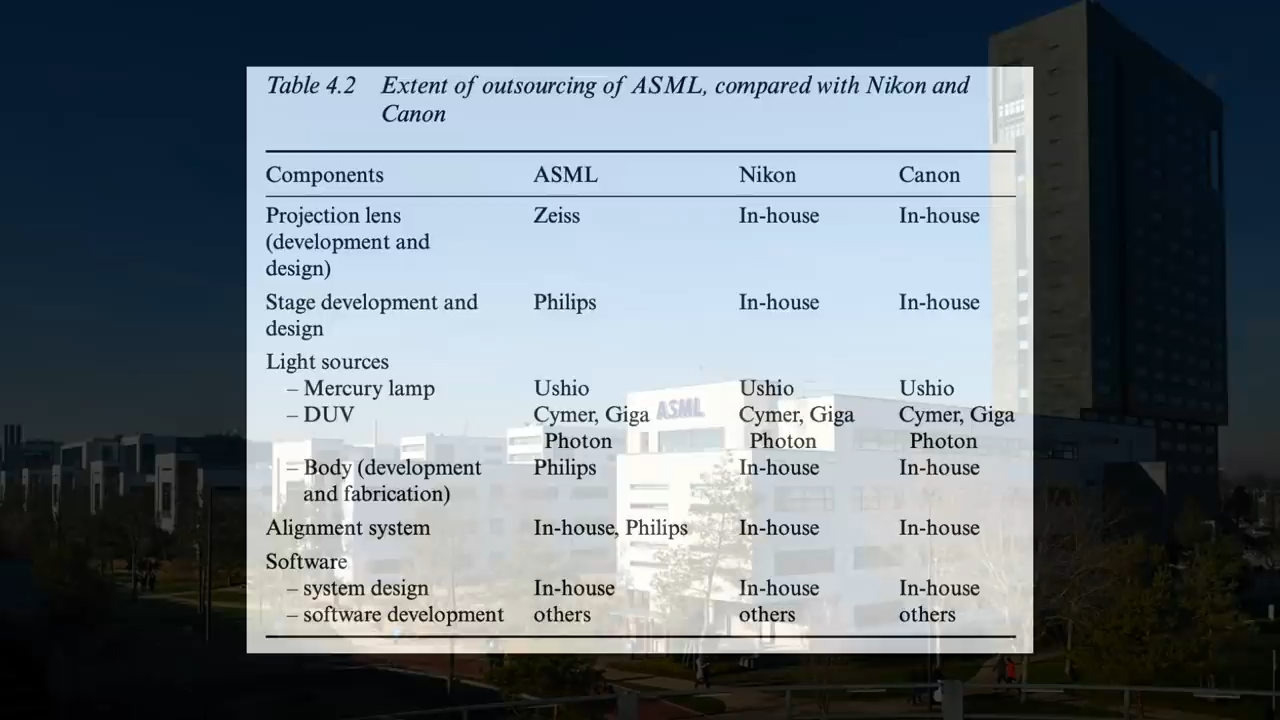 Table 4.2 Extent of outsourcing of ASML, compared with Nikon and
Canon
Components ASML Nikon Canon
Projection lens Zeiss In-house In-house
(development and
design)
Stage development and Philips In-house In-house
design
Light sources
– Mercury lamp Ushio Ushio Ushio
– DUV Cymer, Giga Cymer, Giga Cymer, Giga
Photon Photon Photon
– Body (development Philips In-house In-house
and fabrication)
Alignment system In-house, Philips In-house In-house
Software
– system design In-house In-house In-house
– software development others others others
ASML